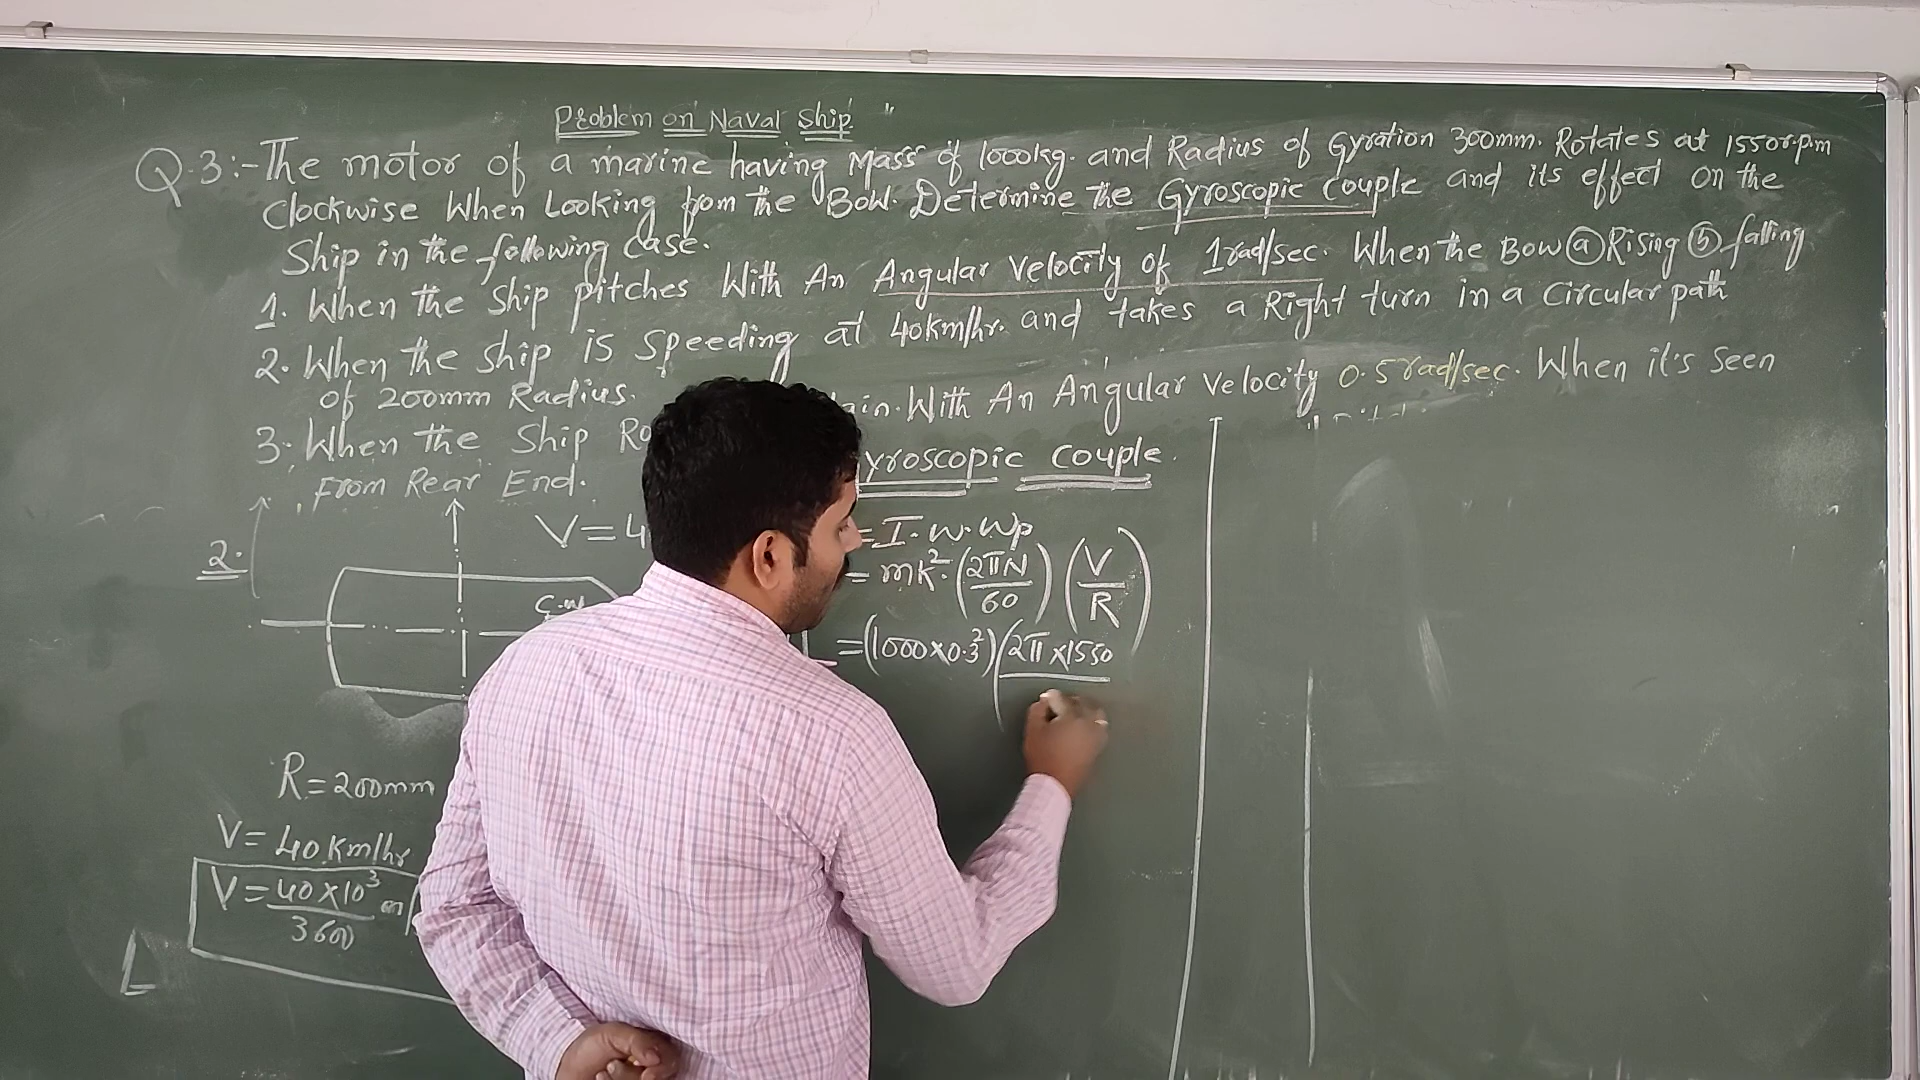 Problem on Naval Ship "
Q.3:- The motor of a marine having Mass of 1000kg. and Radius of Gyration 300mm. Rotates at 1550r.p.m
Clockwise When Looking from the Bow. Determine the Gyroscopic Couple and its effect on the
Ship in the following Case.
1. When the Ship pitches With An Angular Velocity of 1rad/sec. When the Bow ⓐ Rising ⓑ falling
2. When the Ship is Speeding at 40km/hr. and takes a Right turn in a Circular path
of 200mm Radius.
3. When the Ship With An Angular Velocity 0.5rad/sec. When it's Seen
From Rear End.
yroscopic Couple.
2.
V=4
C.W
=I.W.Wp
= mk². (2πN/60) (V/R)
=(1000×0.3²)(2π×1550
R=200mm
V= 40 Km/hr
V= 40×10³/3600 m